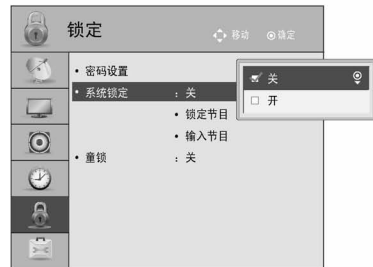 锁定
移动 ⊙设定
• 密码设置
• 系统锁定 : 关
• 锁定节目
• 输入节目
• 童锁 : 关
关
开